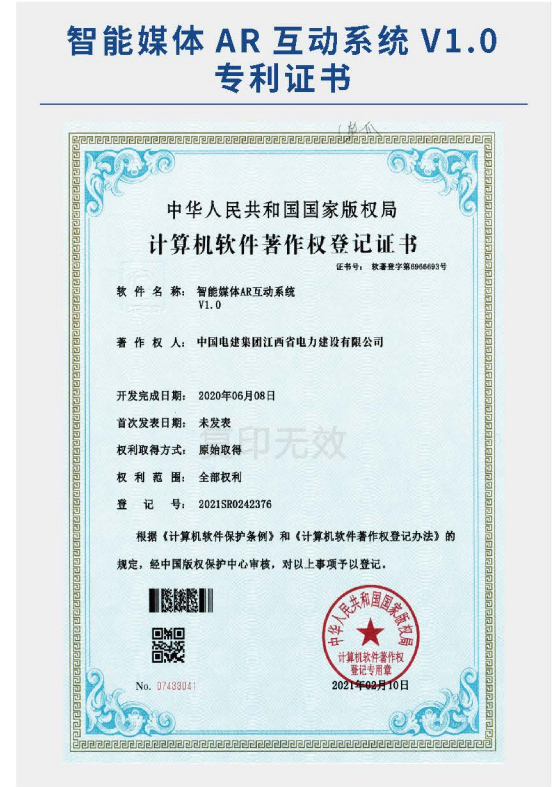 智能媒体 AR 互动系统 V1.0
专利证书
中华人民共和国国家版权局
计算机软件著作权登记证书
证书号： 软著登字第6966693号
软件名称： 智能媒体AR互动系统
V1.0
著作权人： 中国电建集团江西省电力建设有限公司
开发完成日期： 2020年06月08日
首次发表日期： 未发表
权利取得方式： 原始取得
复印无效
权利范围： 全部权利
登记号： 2021SR0242376
根据《计算机软件保护条例》和《计算机软件著作权登记办法》的
规定，经中国版权保护中心审核，对以上事项予以登记。
中华人民共和国国家版权局
计算机软件著作权
登记专用章
No. 07433041
2021年02月10日